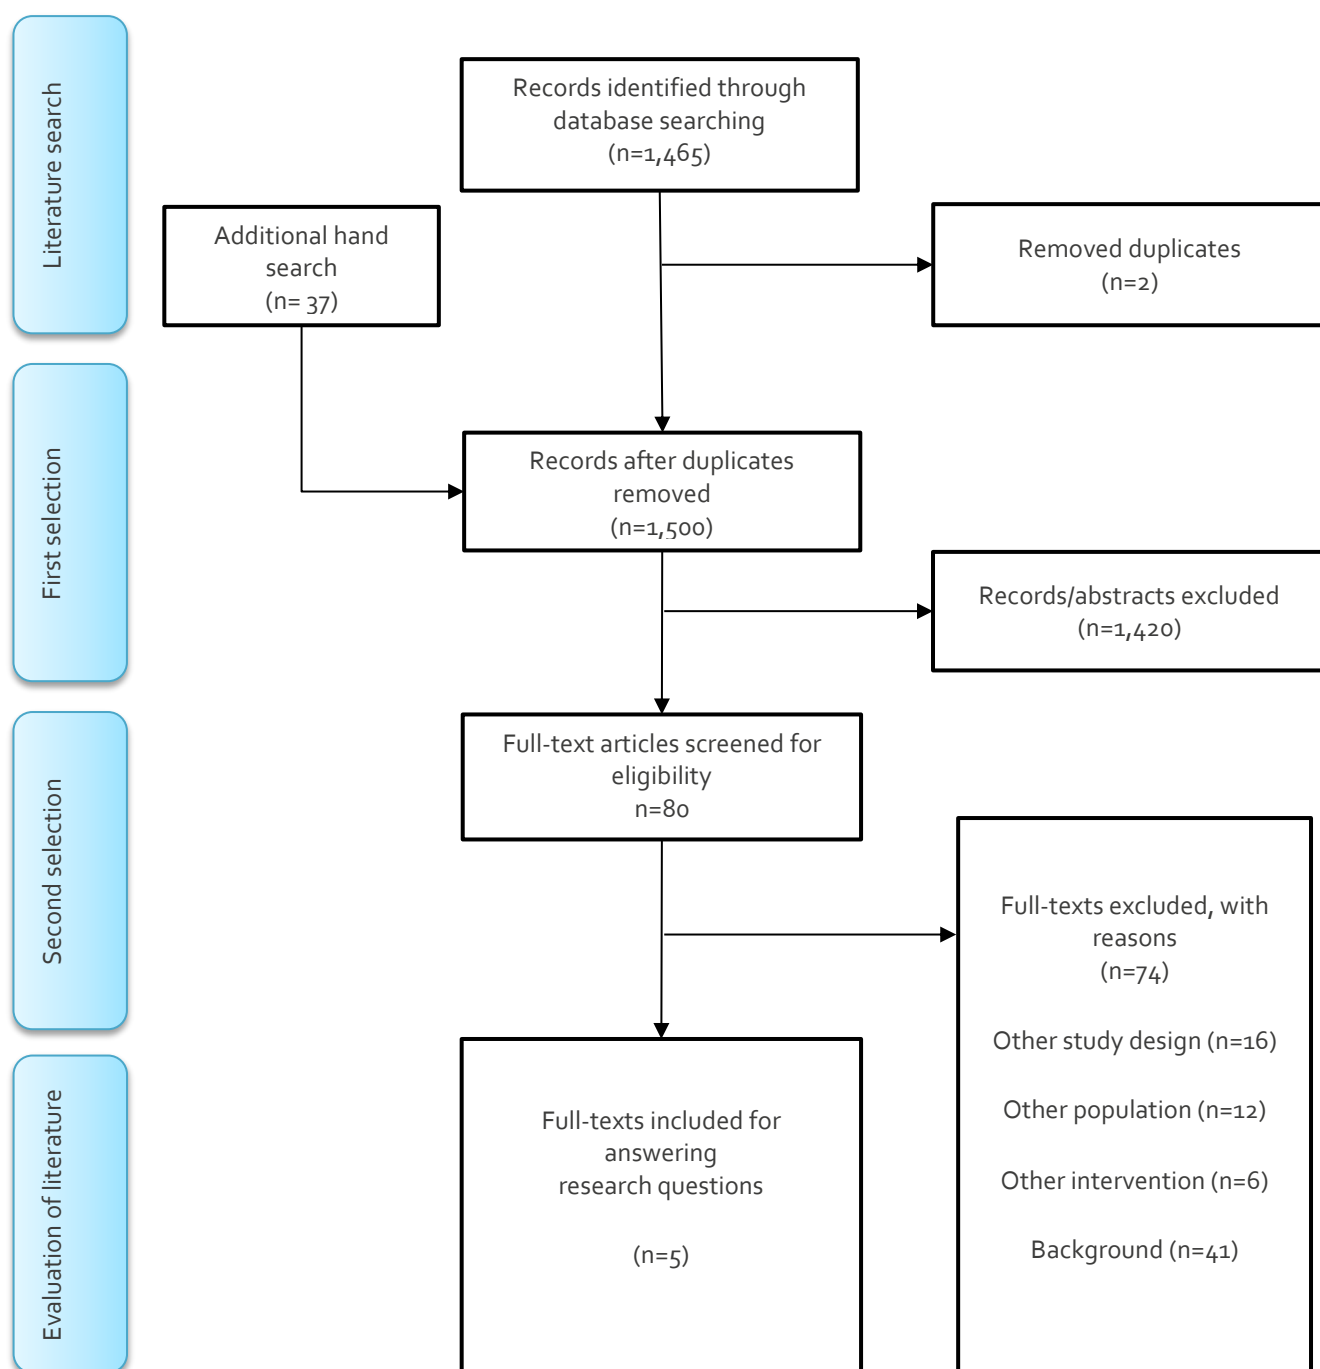 Literature search
Records identified through
database searching
(n=1,465)
Additional hand
search
(n= 37)
Removed duplicates
(n=2)
First selection
Records after duplicates
removed
(n=1,500)
Records/abstracts excluded
(n=1,420)
Second selection
Full-text articles screened for
eligibility
n=80
Full-texts excluded, with
reasons
(n=74)
Other study design (n=16)
Other population (n=12)
Other intervention (n=6)
Background (n=41)
Evaluation of literature
Full-texts included for
answering
research questions
(n=5)